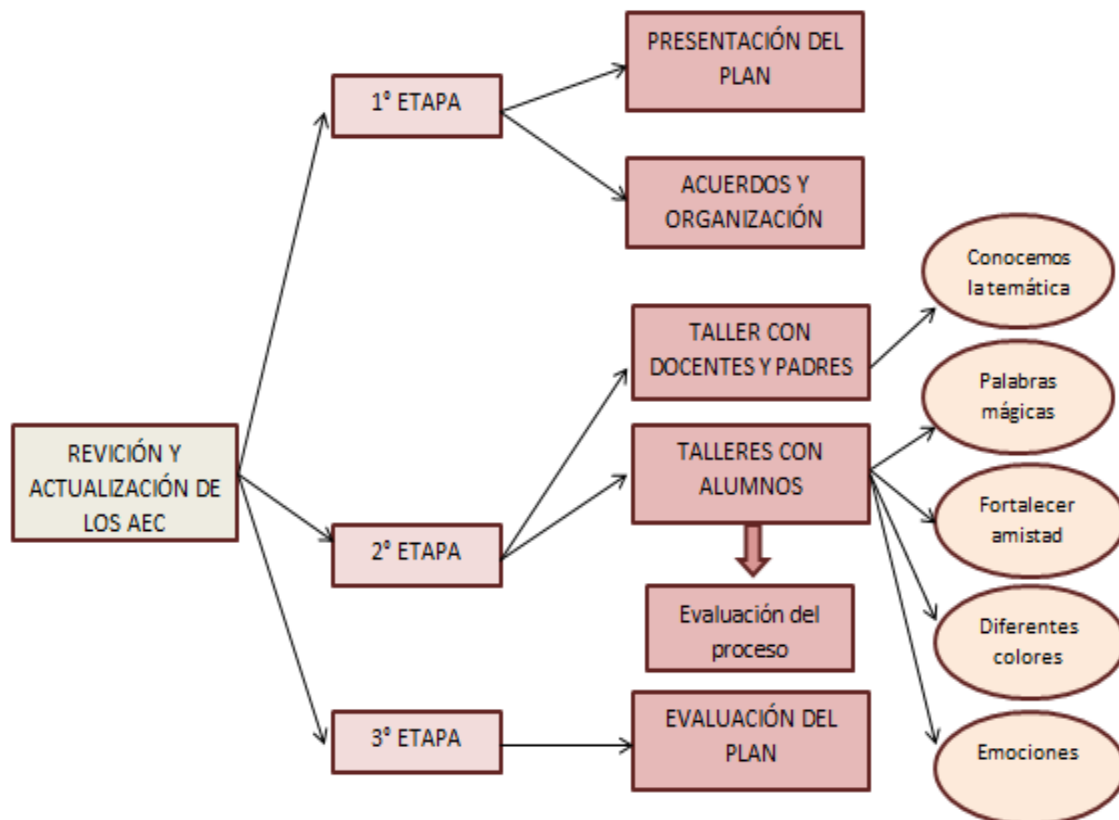 PRESENTACIÓN DEL
PLAN
1° ETAPA
ACUERDOS Y
ORGANIZACIÓN
Conocemos
la temática
TALLER CON
DOCENTES Y PADRES
Palabras
mágicas
REVICIÓN Y
ACTUALIZACIÓN DE
LOS AEC
TALLERES CON
ALUMNOS
Fortalecer
amistad
2° ETAPA
Evaluación del
proceso
Diferentes
colores
3° ETAPA
EVALUACIÓN DEL
PLAN
Emociones